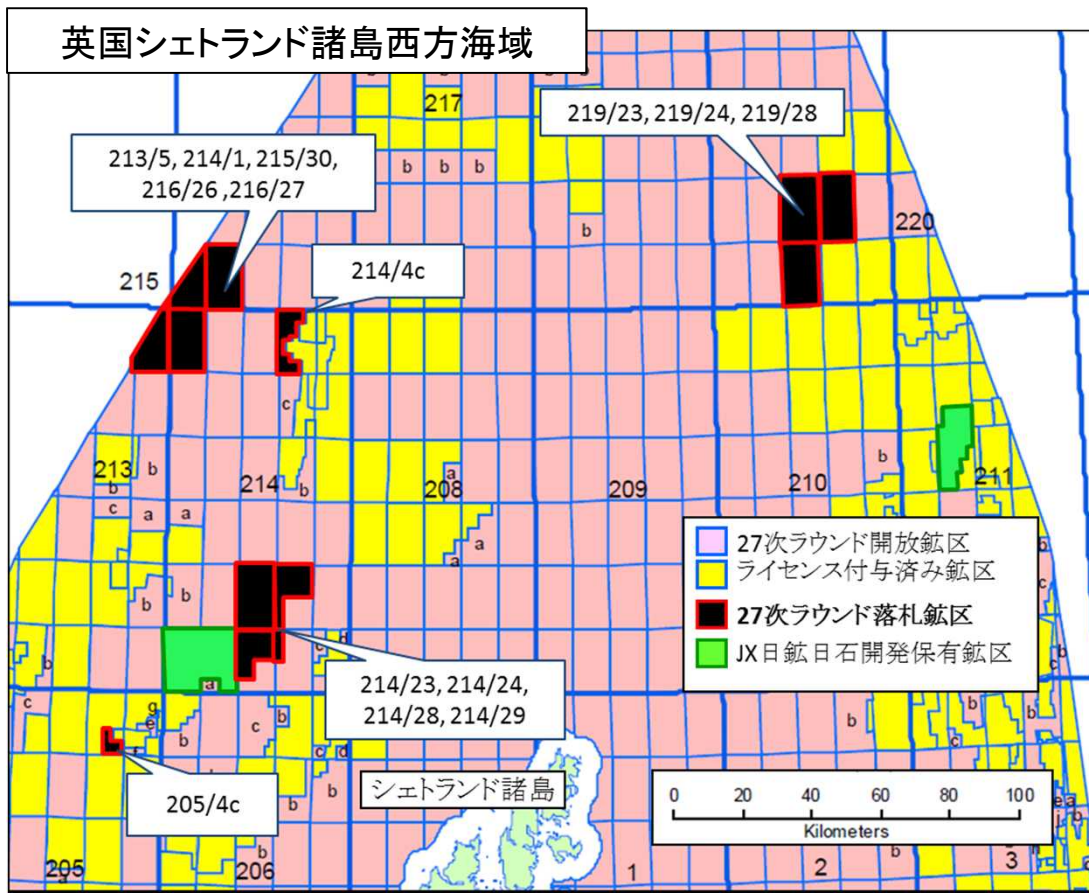 英国シェトランド諸島西方海域
b
b
b
217
219/23, 219/24, 219/28
213/5, 214/1, 215/30,
216/26 ,216/27
b
b
b
b
220
215
214/4c
c
213
b
b
214
b
208
a
209
210
b
211
c
a
a
a
a
b
b
27次ラウンド開放鉱区
ライセンス付与済み鉱区
27次ラウンド落札鉱区
JX日鉱日石開発保有鉱区
b
c
b
d
b
c
a
214/23, 214/24,
214/28, 214/29
g
e
b
c
b
c
d
b
b
b
c
b
205/4c
シェトランド諸島
0 20 40 60 80 100
Kilometers
205
a
b
206
1
2
b
3